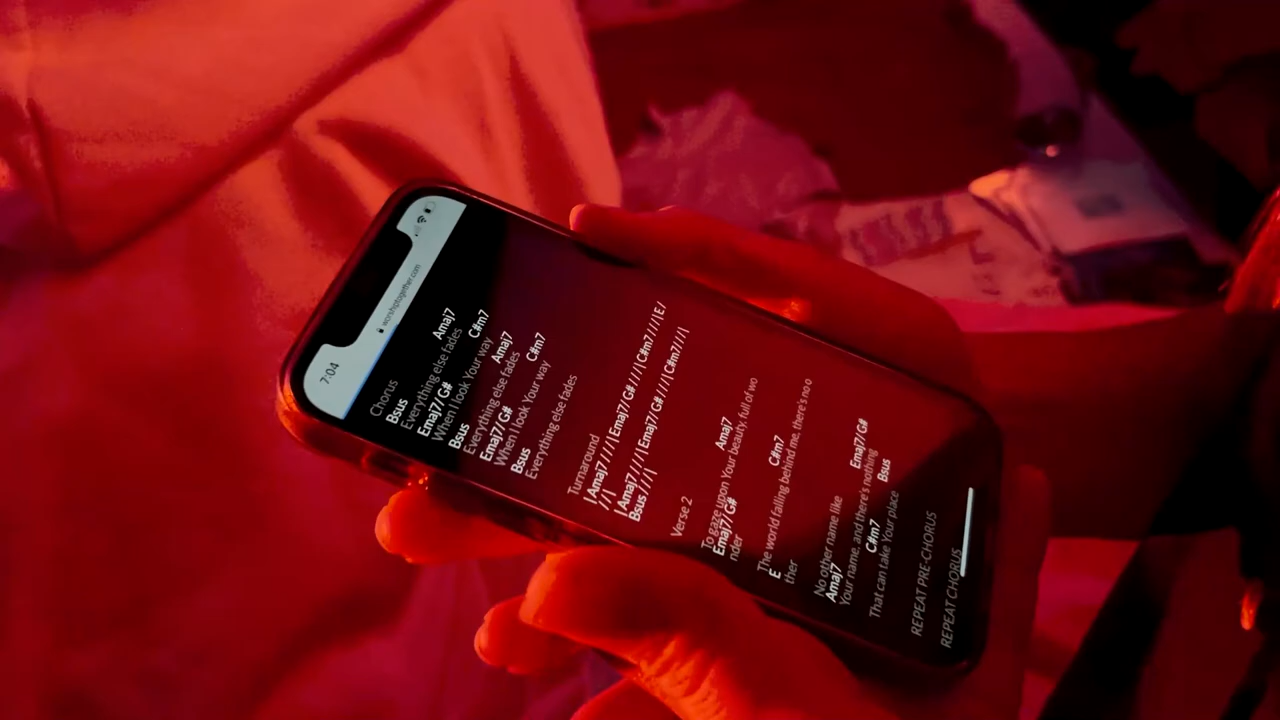 7:04
worshiptogether.com
Chorus
Bsus Amaj7
Everything else fades
Emaj7/G# C#m7
When I look Your way
Bsus Amaj7
Everything else fades
Emaj7/G# C#m7
When I look Your way
Bsus
Everything else fades
Turnaround
|Amaj7///|Emaj7/G#///|C#m7///|E/
//|
|Amaj7///|Emaj7/G#///|C#m7///|
Bsus///|
Verse 2
Amaj7
To gaze upon Your beauty, full of wo
Emaj7/G#
nder
C#m7
The world falling behind me, there's no o
E
ther
No other name like
Amaj7 Emaj7/G#
Your name, and there's nothing
C#m7 Bsus
That can take Your place
REPEAT PRE-CHORUS
REPEAT CHORUS